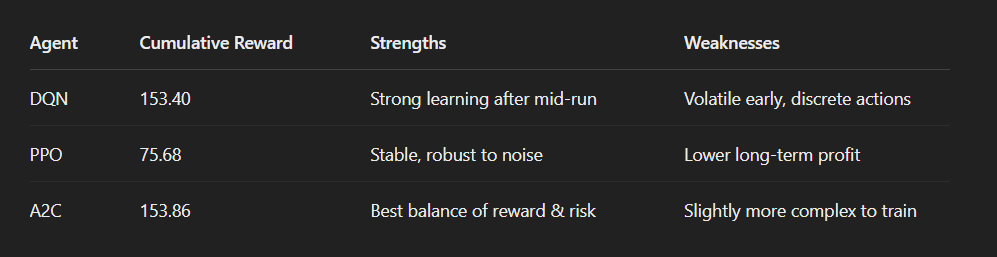 Agent Cumulative Reward Strengths Weaknesses
DQN 153.40 Strong learning after mid-run Volatile early, discrete actions
PPO 75.68 Stable, robust to noise Lower long-term profit
A2C 153.86 Best balance of reward & risk Slightly more complex to train